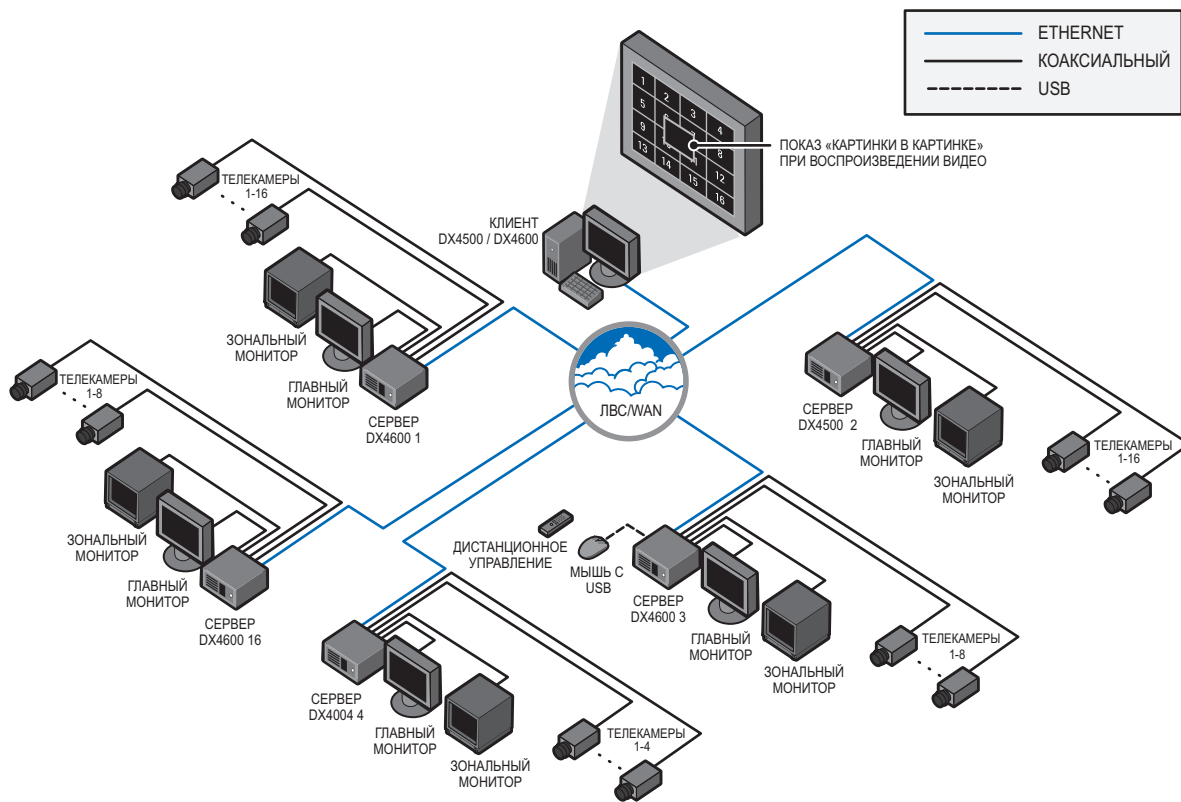 ETHERNET
КОАКСИАЛЬНЫЙ
USB
1
2
3
4
5
8
9
12
13
14
15
16
ПОКАЗ «КАРТИНКИ В КАРТИНКЕ»
ПРИ ВОСПРОИЗВЕДЕНИИ ВИДЕО
КЛИЕНТ
DX4500 / DX4600
ТЕЛЕКАМЕРЫ
1-16
ЗОНАЛЬНЫЙ
МОНИТОР
ГЛАВНЫЙ
МОНИТОР
СЕРВЕР
DX4600 1
ЛВС/WAN
СЕРВЕР
DX4500 2
ГЛАВНЫЙ
МОНИТОР
ЗОНАЛЬНЫЙ
МОНИТОР
ТЕЛЕКАМЕРЫ
1-16
ТЕЛЕКАМЕРЫ
1-8
ЗОНАЛЬНЫЙ
МОНИТОР
ГЛАВНЫЙ
МОНИТОР
СЕРВЕР
DX4600 16
ДИСТАНЦИОННОЕ
УПРАВЛЕНИЕ
МЫШЬ С
USB
СЕРВЕР
DX4600 3
ГЛАВНЫЙ
МОНИТОР
ЗОНАЛЬНЫЙ
МОНИТОР
ТЕЛЕКАМЕРЫ
1-8
СЕРВЕР
DX4004 4
ГЛАВНЫЙ
МОНИТОР
ЗОНАЛЬНЫЙ
МОНИТОР
ТЕЛЕКАМЕРЫ
1-4